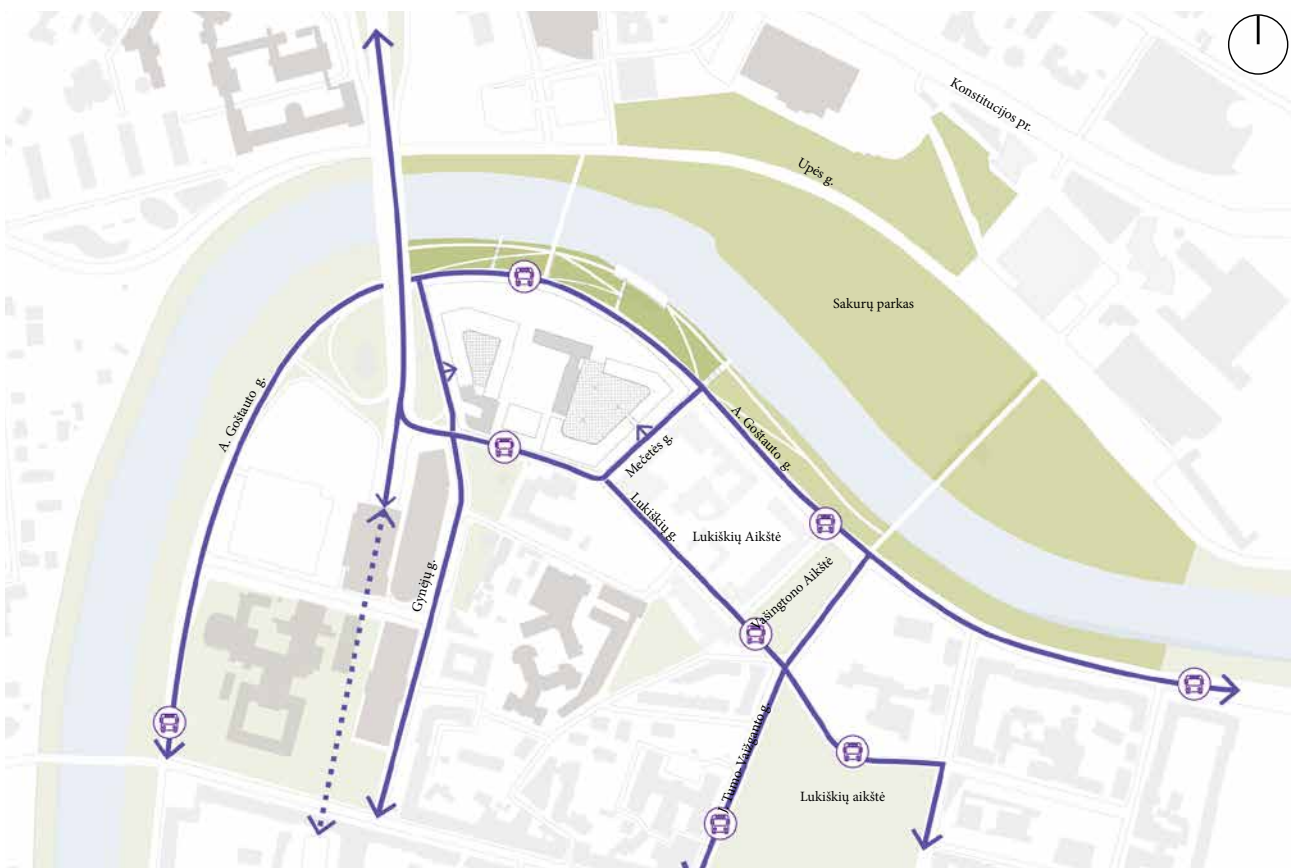 Konstitucijos pr.
Upės g.
Sakurų parkas
A. Goštauto g.
A. Goštauto g.
Mečetės g.
Lukiškių g.
Lukiškių Aikštė
Vašingtono Aikštė
Gynėjų g.
J. Tumo Vaižganto g.
Lukiškių aikštė